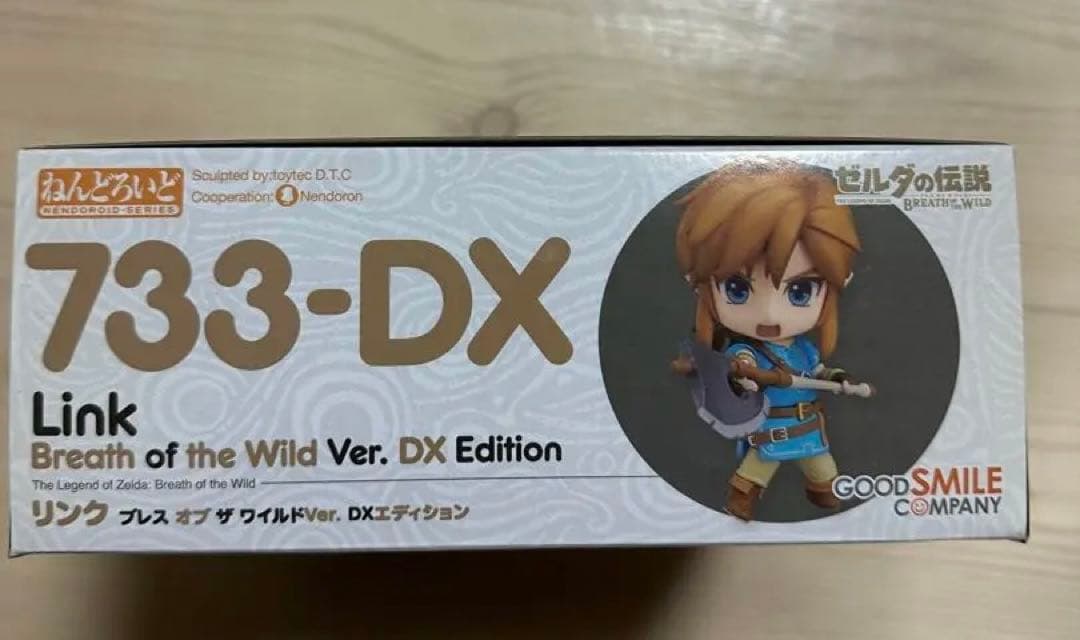 ねんどろいど
NENDOROID-SERIES
Sculpted by:toytec D.T.C
Cooperation: Nendoron
733-DX
Link
Breath of the Wild Ver. DX Edition
The Legend of Zelda: Breath of the Wild
リンク ブレス オブ ザ ワイルドVer. DXエディション
ゼルダの伝説
BREATH OF THE WILD
GOOD SMILE
COMPANY